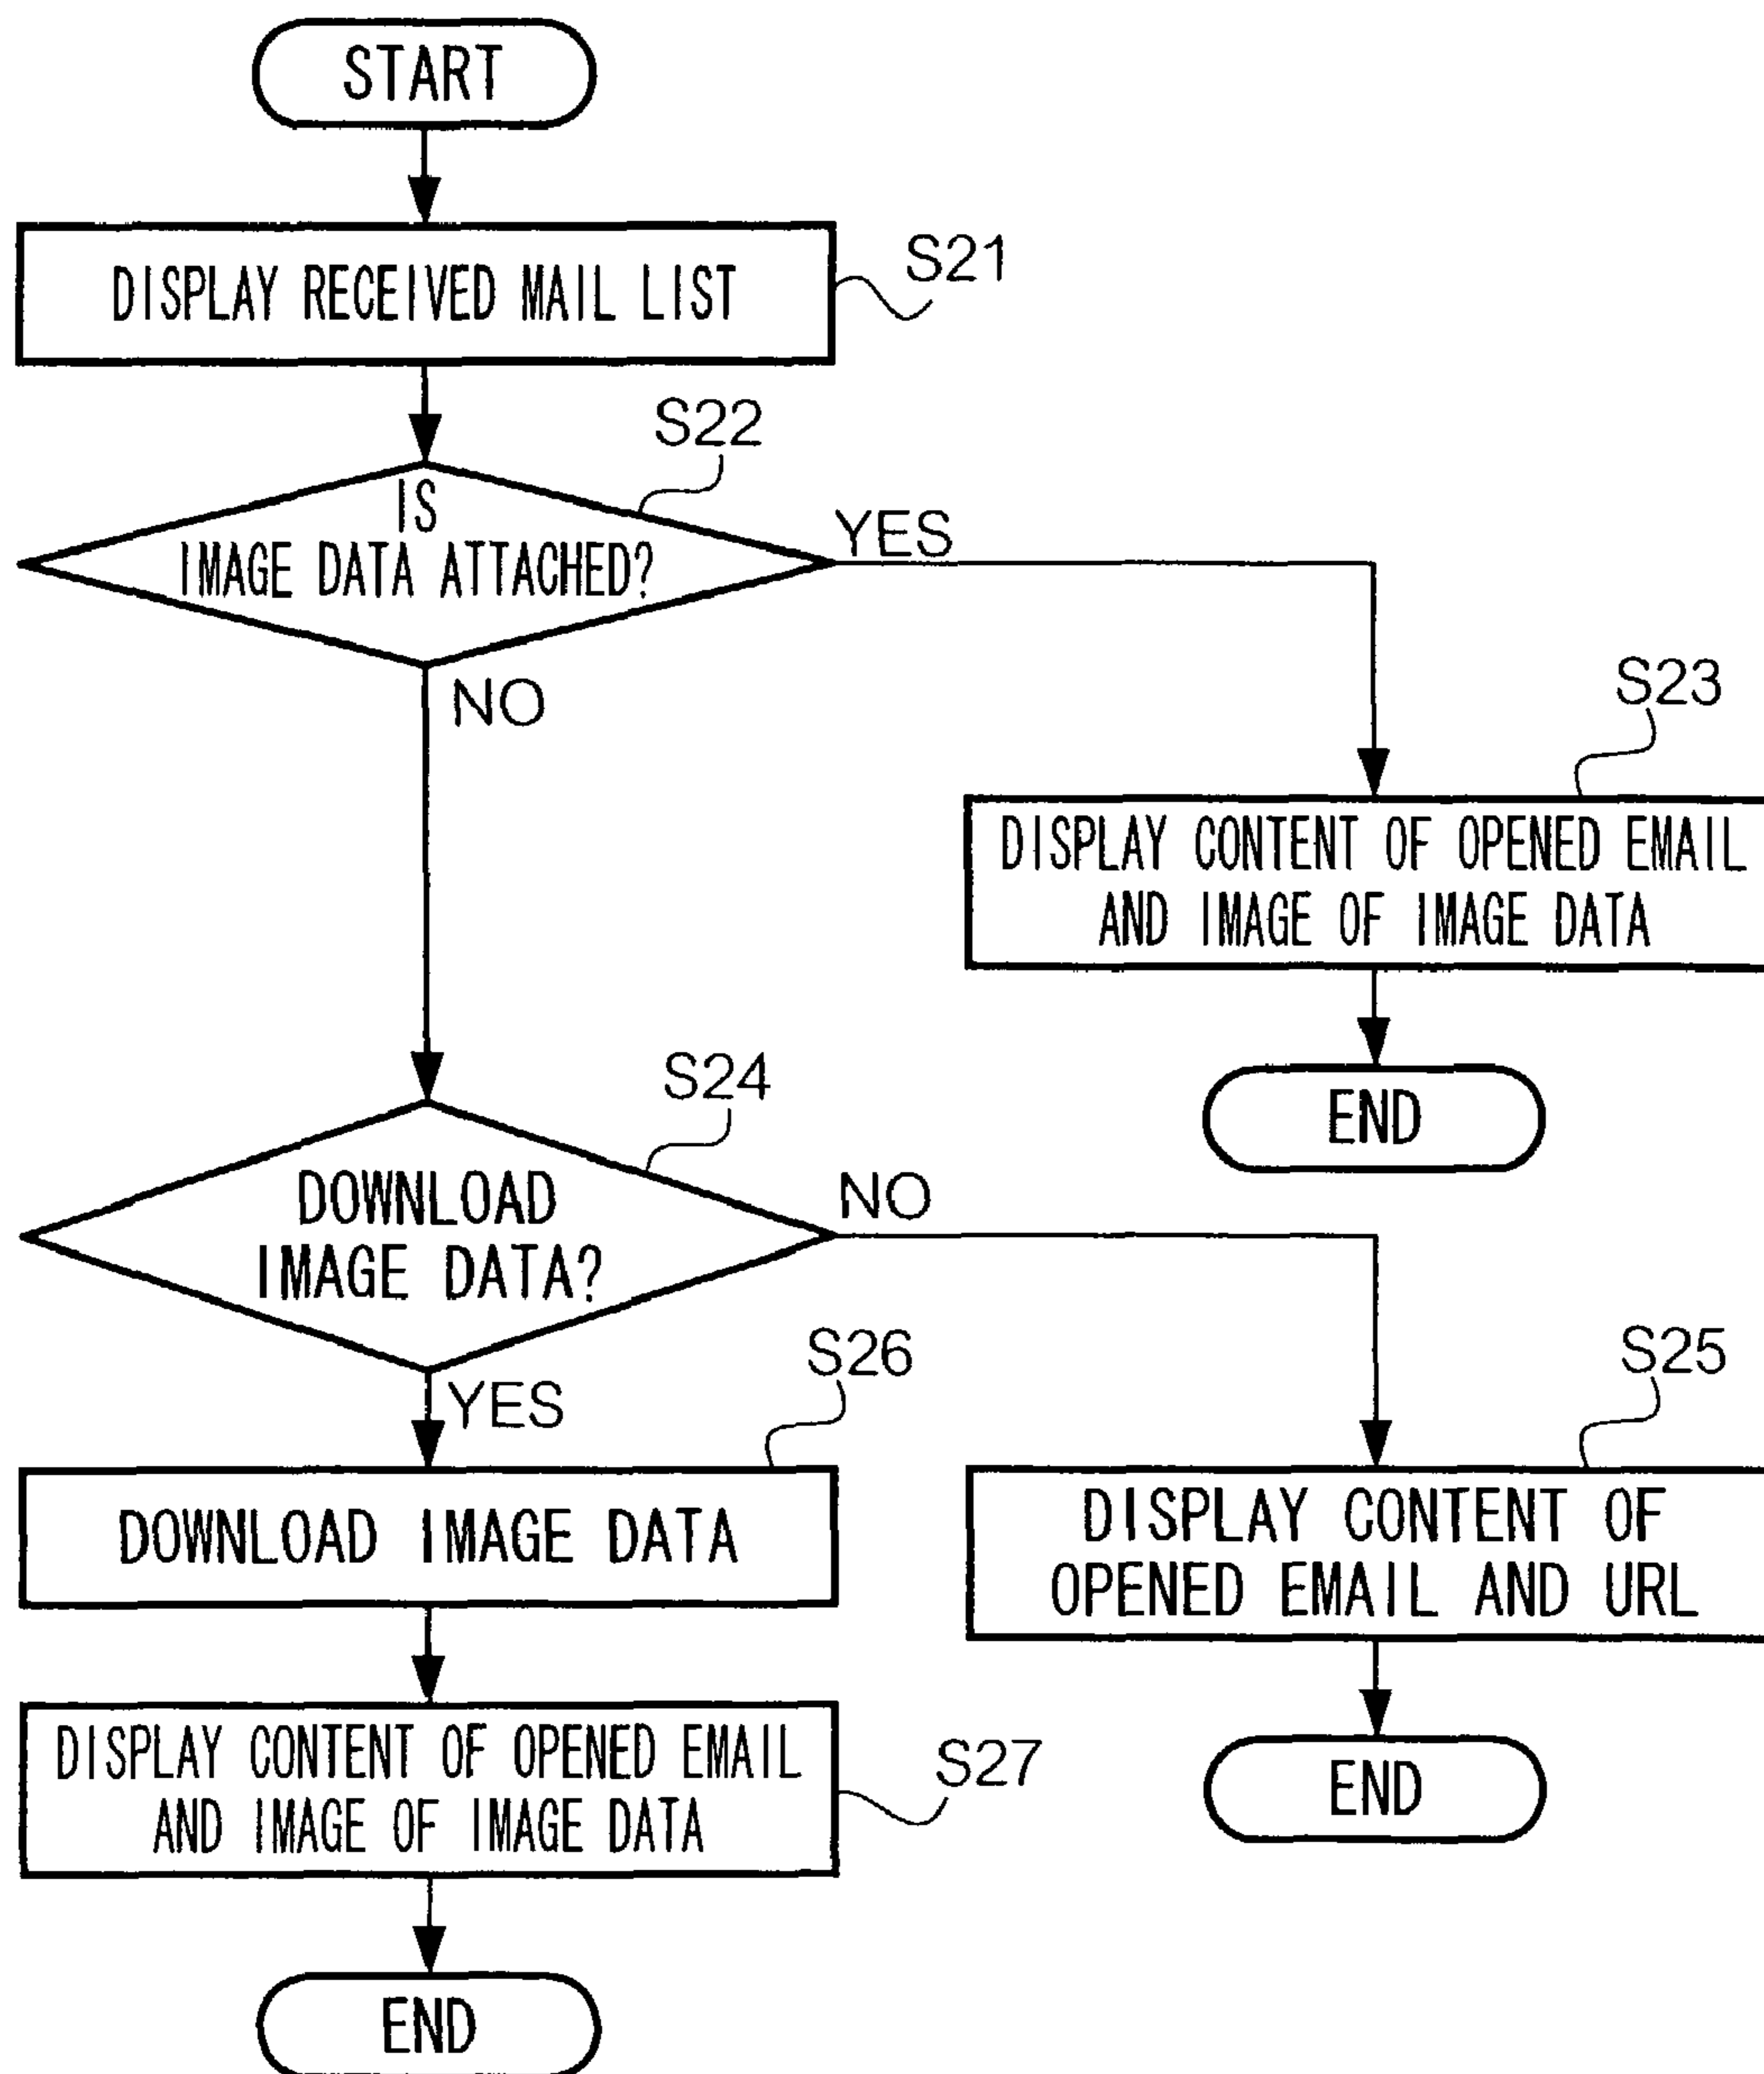 START
DISPLAY RECEIVED MAIL LIST
S21
S22
IS
IMAGE DATA ATTACHED?
YES
NO
S23
DISPLAY CONTENT OF OPENED EMAIL
AND IMAGE OF IMAGE DATA
END
S24
DOWNLOAD
IMAGE DATA?
NO
YES
S26
DOWNLOAD IMAGE DATA
S25
DISPLAY CONTENT OF
OPENED EMAIL AND URL
END
DISPLAY CONTENT OF OPENED EMAIL
AND IMAGE OF IMAGE DATA
S27
END